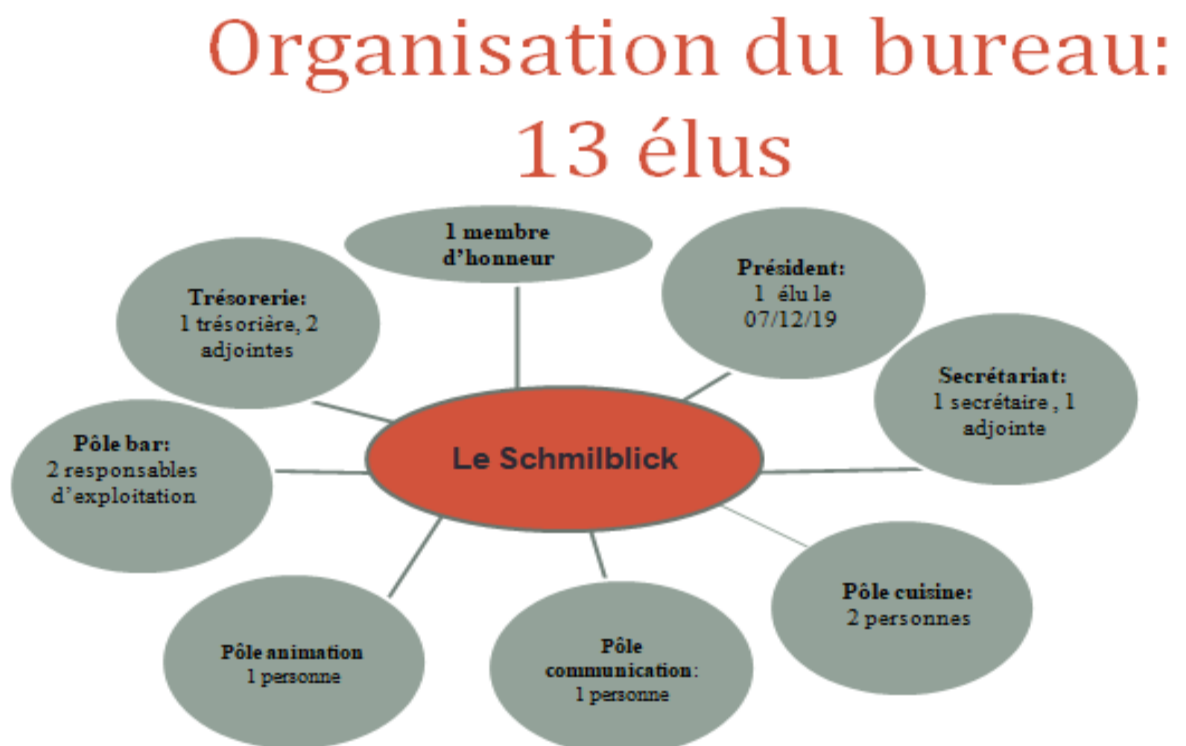 Organisation du bureau:
13 élus
1 membre
d’honneur
Président:
1 élu le
07/12/19
Trésorerie:
1 trésorière, 2
adjointes
Secrétariat:
1 secrétaire , 1
adjointe
Pôle bar:
2 responsables
d’exploitation
Le Schmilblick
Pôle cuisine:
2 personnes
Pôle animation
1 personne
Pôle
communication:
1 personne